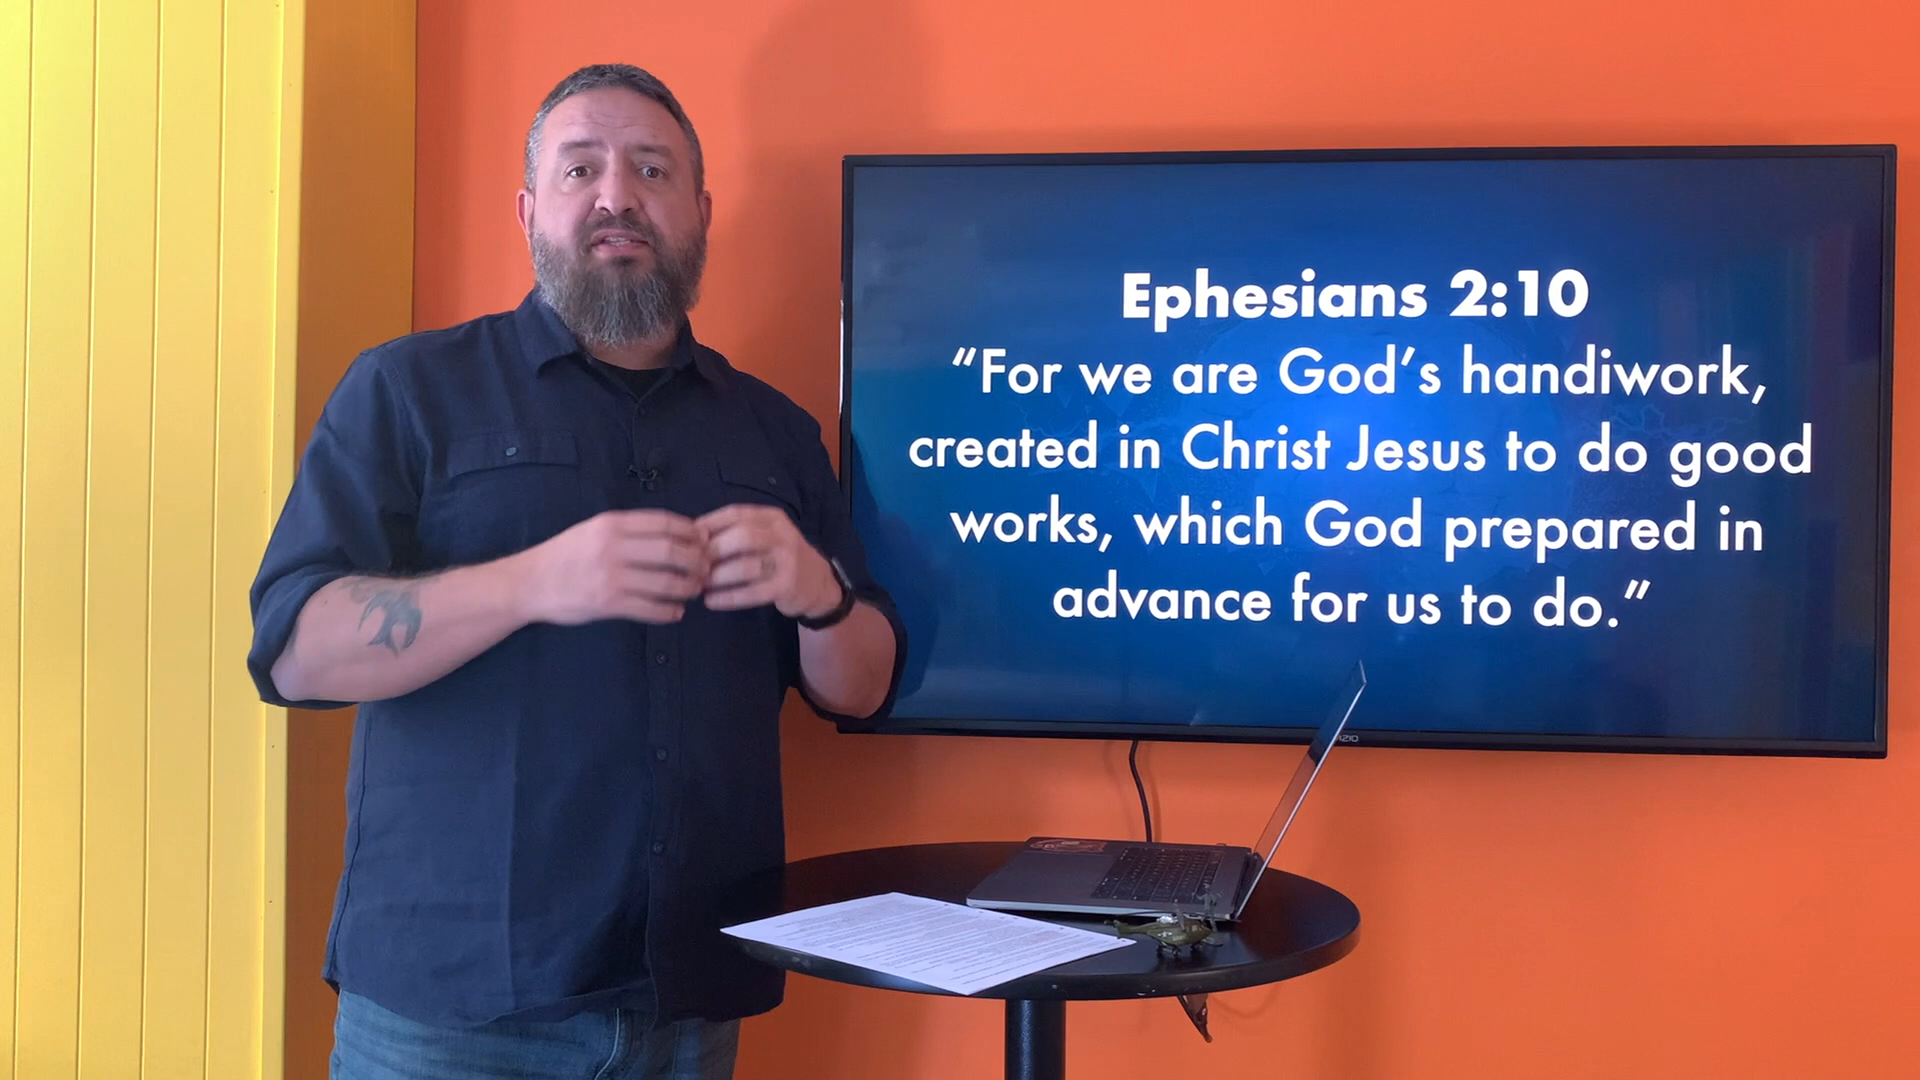 Ephesians 2:10
“For we are God’s handiwork,
created in Christ Jesus to do good
works, which God prepared in
advance for us to do.”